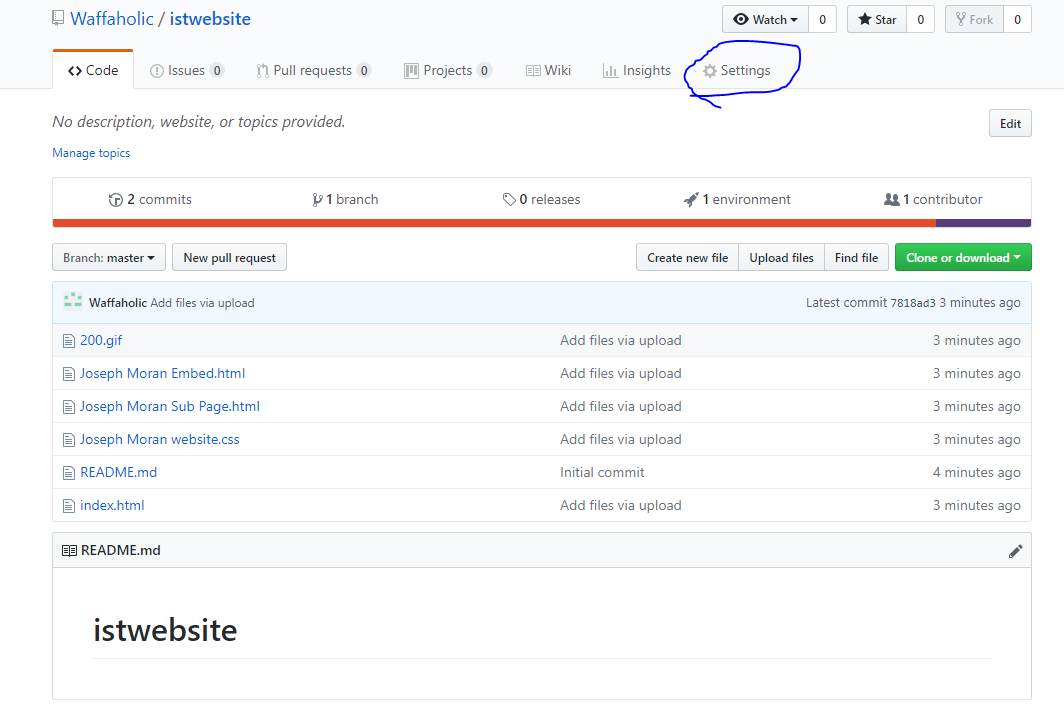 Waffaholic / istwebsite
Watch 0 Star 0 Fork 0
Code Issues 0 Pull requests 0 Projects 0 Wiki Insights Settings
No description, website, or topics provided. Edit
Manage topics
2 commits 1 branch 0 releases 1 environment 1 contributor
Branch: master New pull request Create new file Upload files Find file Clone or download
Waffaholic Add files via upload Latest commit 7818ad3 3 minutes ago
200.gif Add files via upload 3 minutes ago
Joseph Moran Embed.html Add files via upload 3 minutes ago
Joseph Moran Sub Page.html Add files via upload 3 minutes ago
Joseph Moran website.css Add files via upload 3 minutes ago
README.md Initial commit 4 minutes ago
index.html Add files via upload 3 minutes ago
README.md
istwebsite